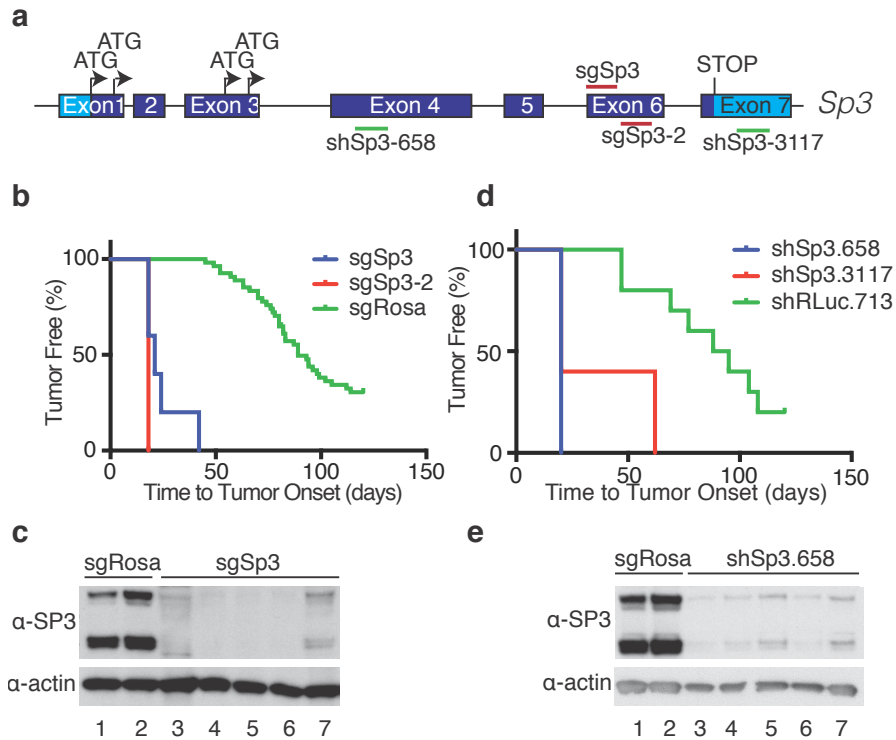 a
ATG
ATG
ATG
ATG
sgSp3
STOP
Exon1 2 Exon 3 Exon 4 5 Exon 6 Exon 7 Sp3
shSp3-658 sgSp3-2 shSp3-3117
b
100
50
0
Tumor Free (%)
sgSp3
sgSp3-2
sgRosa
0 50 100 150
Time to Tumor Onset (days)
d
100
50
0
Tumor Free (%)
shSp3.658
shSp3.3117
shRLuc.713
0 50 100 150
Time to Tumor Onset (days)
c
sgRosa sgSp3
α-SP3
α-actin
1 2 3 4 5 6 7
e
sgRosa shSp3.658
α-SP3
α-actin
1 2 3 4 5 6 7